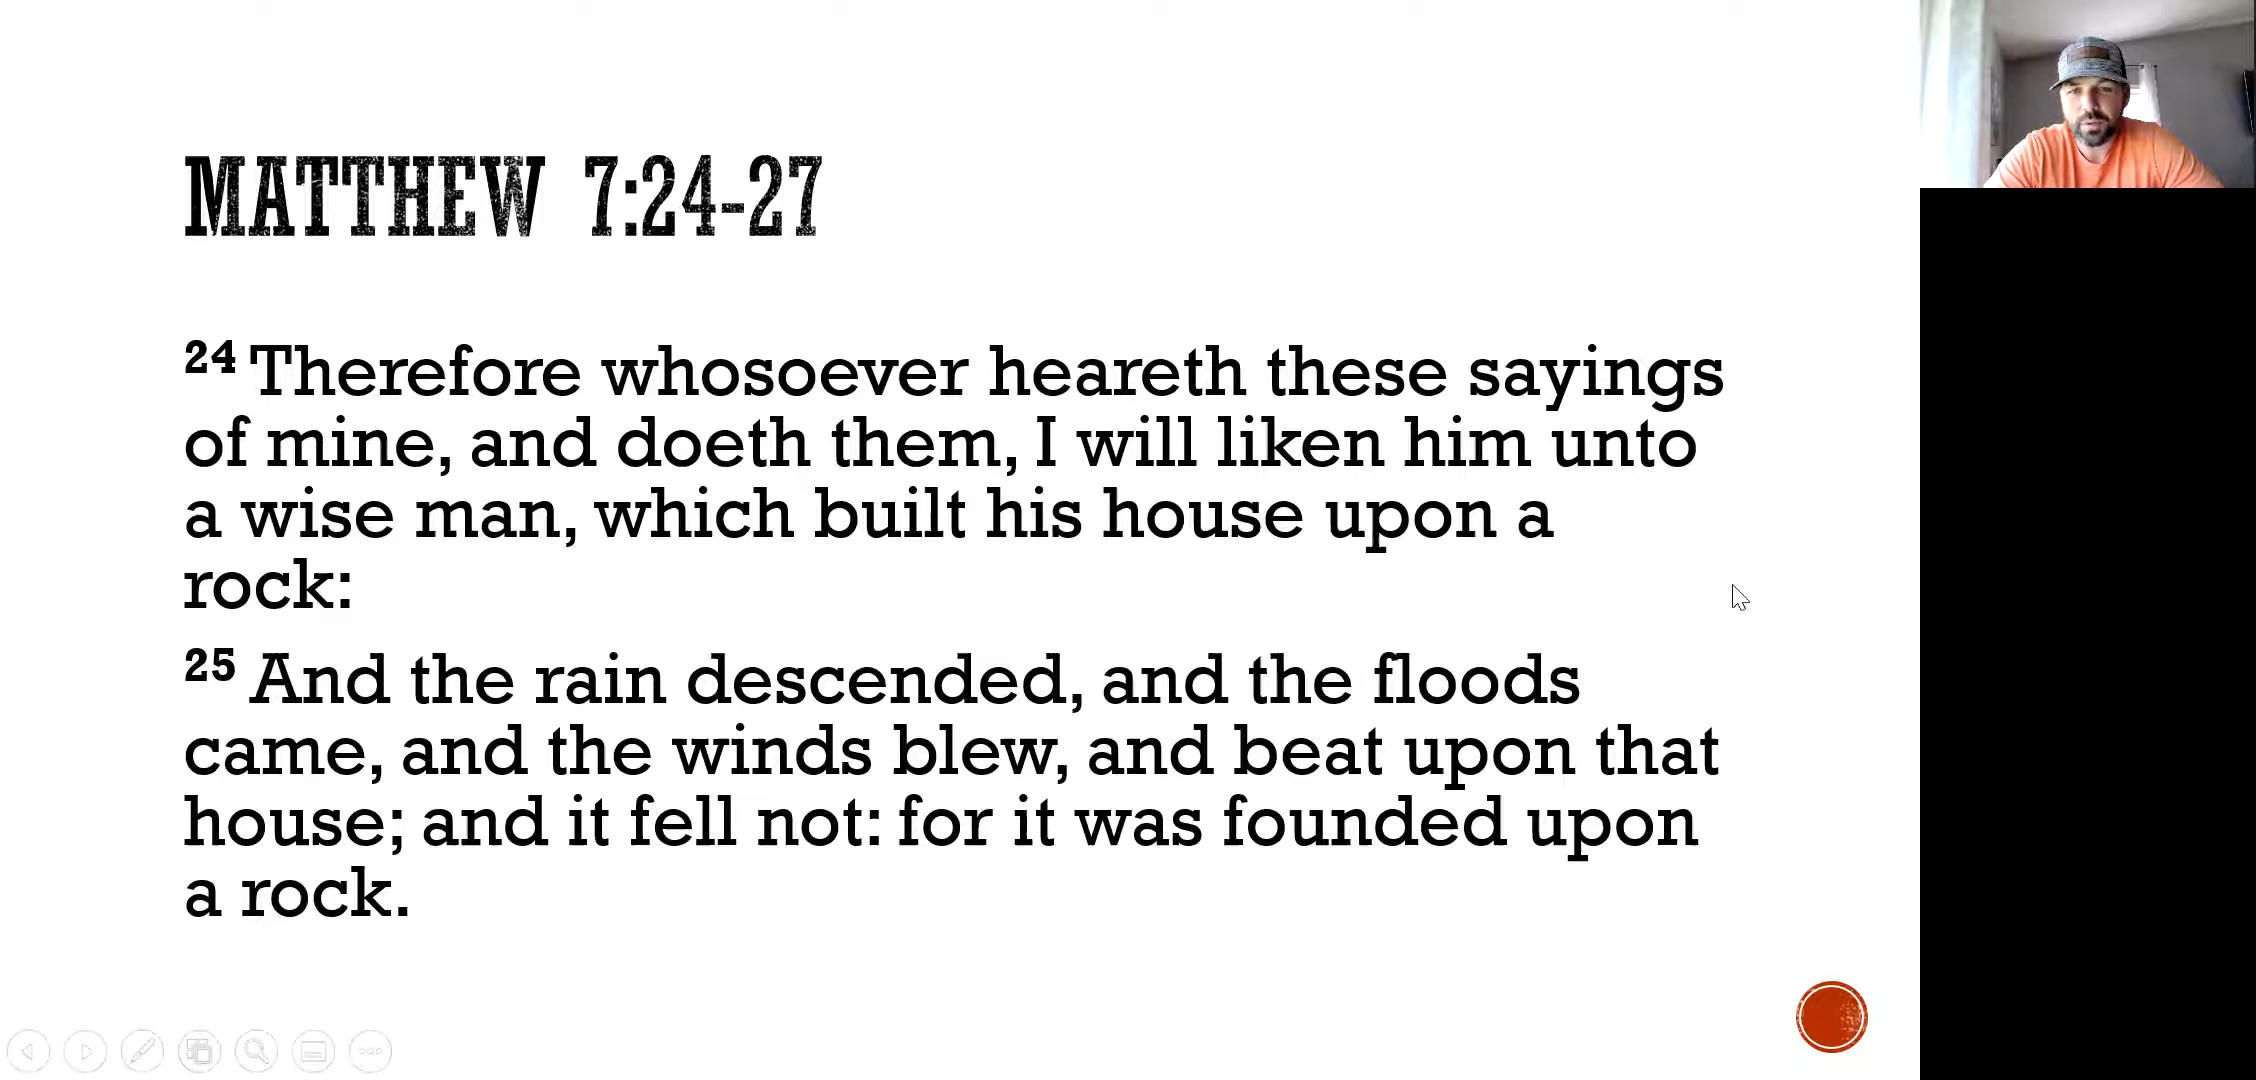 MATTHEW 7:24-27
24 Therefore whosoever heareth these sayings
of mine, and doeth them, I will liken him unto
a wise man, which built his house upon a
rock:
25 And the rain descended, and the floods
came, and the winds blew, and beat upon that
house; and it fell not: for it was founded upon
a rock.